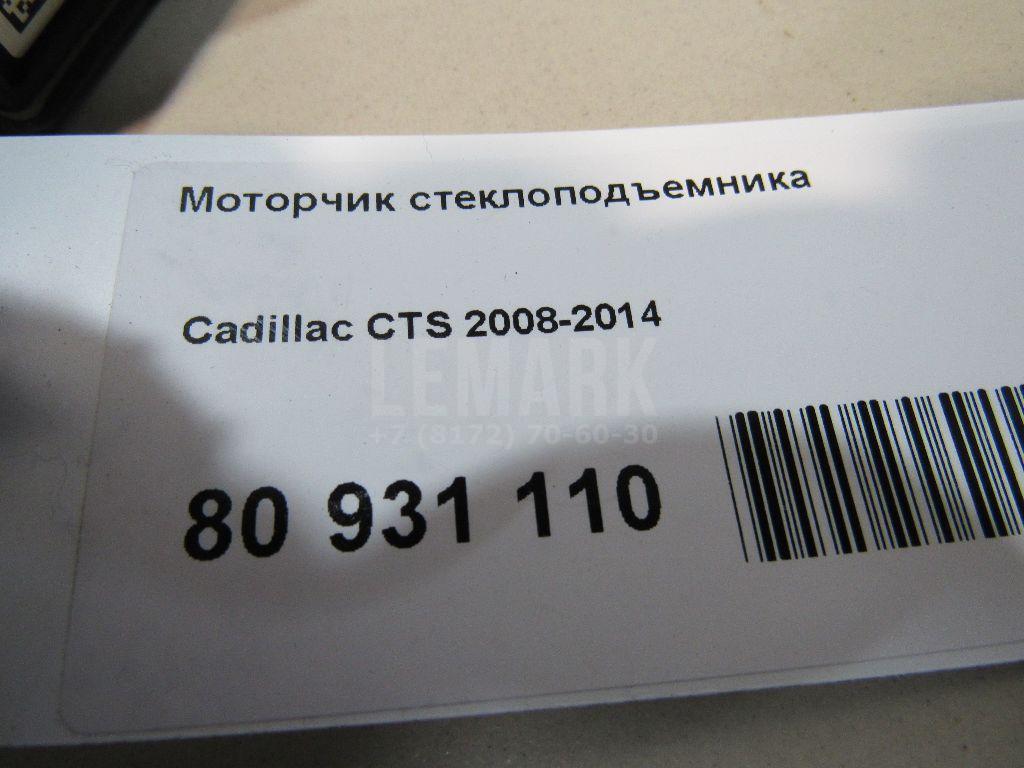 Моторчик стеклоподъемника
Cadillac CTS 2008-2014
LEMARK
+7 (8172) 70-60-30
80 931 110